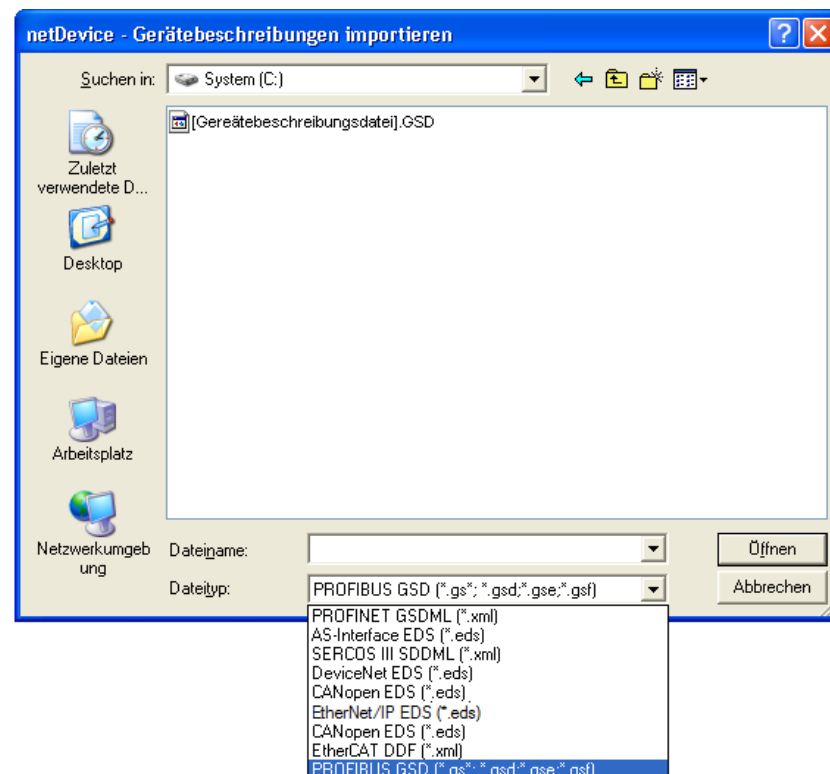 netDevice - Gerätebeschreibungen importieren
Suchen in:
System (C:)
[Gereätebeschreibungsdatei].GSD
Zuletzt
verwendete D...
Desktop
Eigene Dateien
Arbeitsplatz
Netzwerkumgeb
ung
Dateiname:
Öffnen
Dateityp:
PROFIBUS GSD (*.gs*; *.gsd;*.gse;*.gsf)
Abbrechen
PROFINET GSDML (*.xml)
AS-Interface EDS (*.eds)
SERCOS III SDDML (*.xml)
DeviceNet EDS (*.eds)
CANopen EDS (*.eds)
EtherNet/IP EDS (*.eds)
CANopen EDS (*.eds)
EtherCAT DDF (*.xml)
PROFIBUS GSD (*.gs*; *.gsd;*.gse;*.gsf)